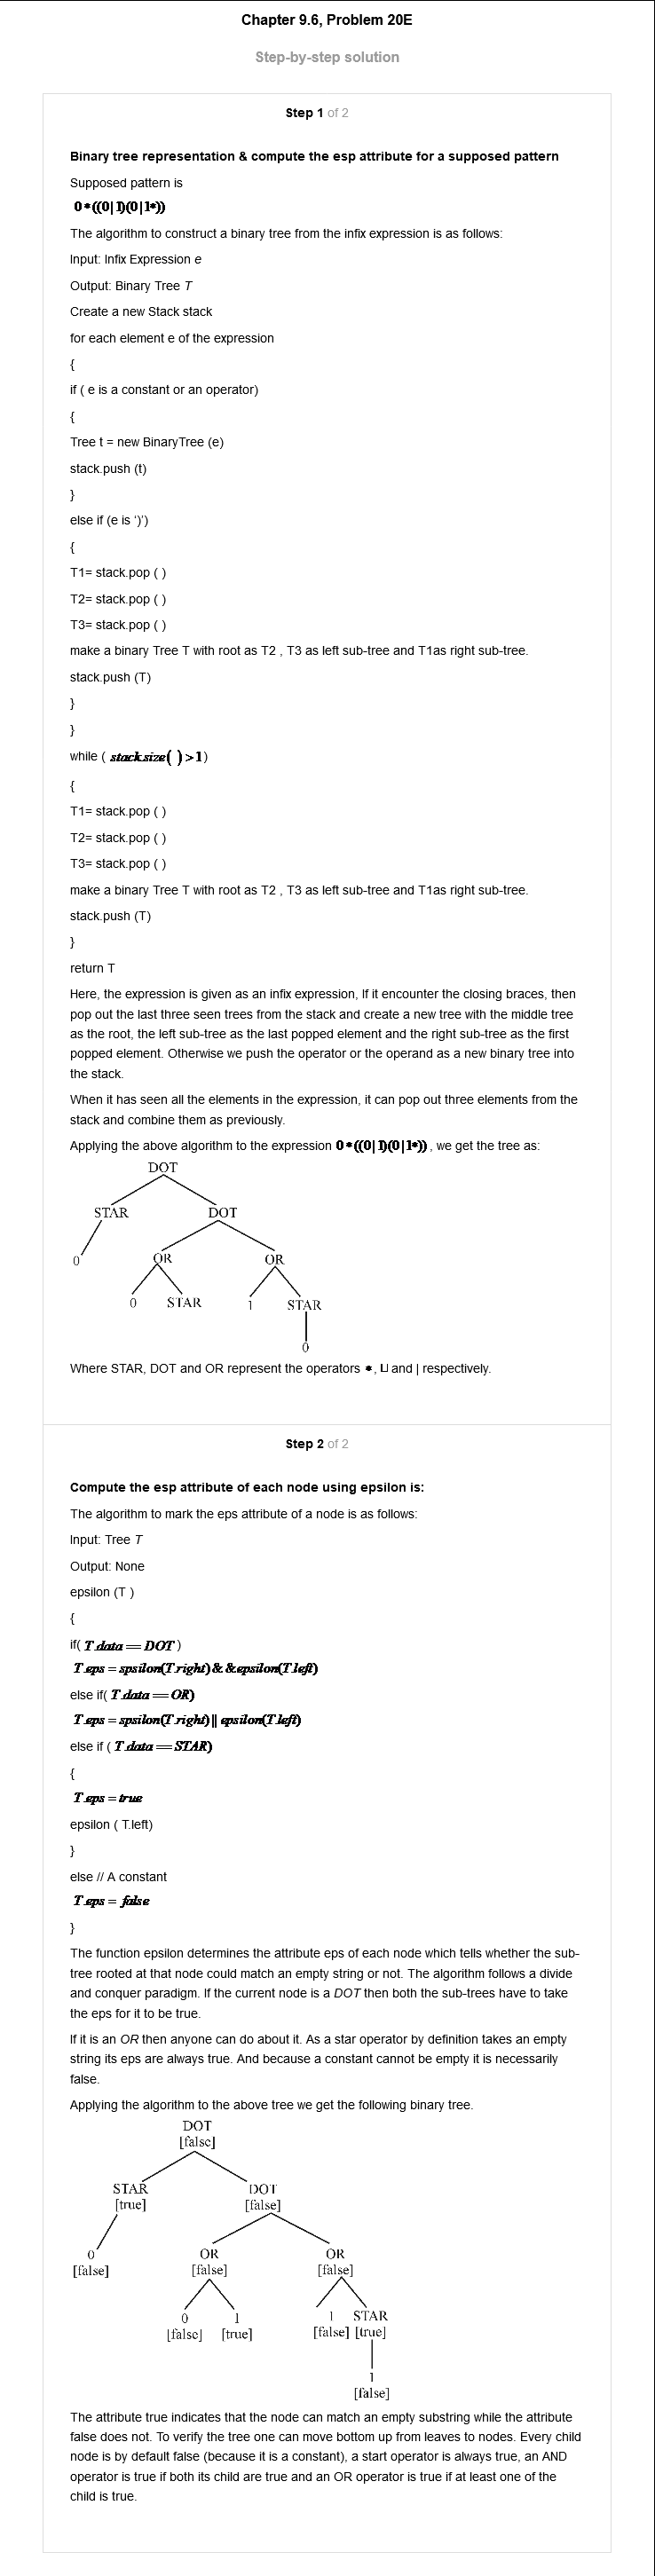 Chapter 9.6, Problem 20E
Step-by-step solution
Step 1 of 2
Binary tree representation & compute the esp attribute for a supposed pattern
Supposed pattern is
0*((0|1)(0|1*))
The algorithm to construct a binary tree from the infix expression is as follows:
Input: Infix Expression e
Output: Binary Tree T
Create a new Stack stack
for each element e of the expression
{
if ( e is a constant or an operator)
{
Tree t = new BinaryTree (e)
stack.push (t)
}
else if (e is ‘)’)
{
T1= stack.pop ( )
T2= stack.pop ( )
T3= stack.pop ( )
make a binary Tree T with root as T2 , T3 as left sub-tree and T1as right sub-tree.
stack.push (T)
}
}
while ( stack.size( ) >1)
{
T1= stack.pop ( )
T2= stack.pop ( )
T3= stack.pop ( )
make a binary Tree T with root as T2 , T3 as left sub-tree and T1as right sub-tree.
stack.push (T)
}
return T
Here, the expression is given as an infix expression, If it encounter the closing braces, then
pop out the last three seen trees from the stack and create a new tree with the middle tree
as the root, the left sub-tree as the last popped element and the right sub-tree as the first
popped element. Otherwise we push the operator or the operand as a new binary tree into
the stack.
When it has seen all the elements in the expression, it can pop out three elements from the
stack and combine them as previously.
Applying the above algorithm to the expression 0*((0|1)(0|1*)) , we get the tree as:
DOT
STAR DOT
0 OR OR
0 STAR 1 STAR
0
Where STAR, DOT and OR represent the operators *, ⊔ and | respectively.
Step 2 of 2
Compute the esp attribute of each node using epsilon is:
The algorithm to mark the eps attribute of a node is as follows:
Input: Tree T
Output: None
epsilon (T )
{
if( T.data == DOT )
T.eps = spsilon(T.right) & &epsilon(T.left)
else if( T.data == OR)
T.eps = spsilon(T.right) || epsilon(T.left)
else if ( T.data == STAR)
{
T.eps = true
epsilon ( T.left)
}
else // A constant
T.eps = false
}
The function epsilon determines the attribute eps of each node which tells whether the sub-
tree rooted at that node could match an empty string or not. The algorithm follows a divide
and conquer paradigm. If the current node is a DOT then both the sub-trees have to take
the eps for it to be true.
If it is an OR then anyone can do about it. As a star operator by definition takes an empty
string its eps are always true. And because a constant cannot be empty it is necessarily
false.
Applying the algorithm to the above tree we get the following binary tree.
DOT
[false]
STAR DOT
[true] [false]
0 OR OR
[false] [false] [false]
0 1 1 STAR
[false] [true] [false] [true]
1
[false]
The attribute true indicates that the node can match an empty substring while the attribute
false does not. To verify the tree one can move bottom up from leaves to nodes. Every child
node is by default false (because it is a constant), a start operator is always true, an AND
operator is true if both its child are true and an OR operator is true if at least one of the
child is true.